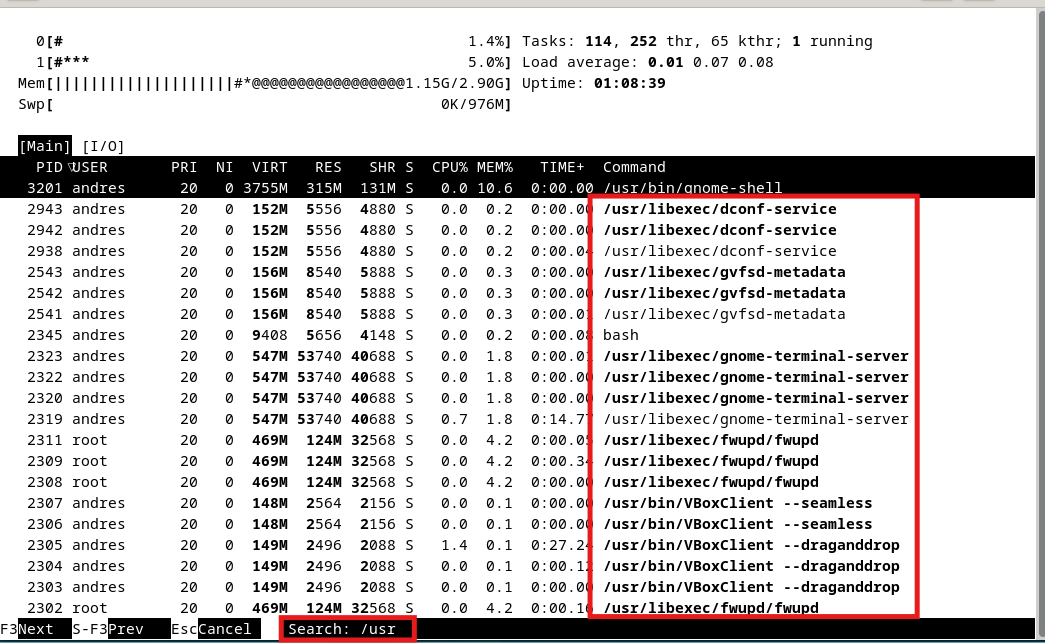 0[# 1.4%] Tasks: 114, 252 thr, 65 kthr; 1 running
1[#*** 5.0%] Load average: 0.01 0.07 0.08
Mem[||||||||||||||||||||#*@@@@@@@@@@@@@@@@@1.15G/2.90G] Uptime: 01:08:39
Swp[ 0K/976M]
[Main] [I/O]
PID▽USER PRI NI VIRT RES SHR S CPU% MEM% TIME+ Command
3201 andres 20 0 3755M 315M 131M S 0.0 10.6 0:00.00 /usr/bin/gnome-shell
2943 andres 20 0 152M 5556 4880 S 0.0 0.2 0:00.00 /usr/libexec/dconf-service
2942 andres 20 0 152M 5556 4880 S 0.0 0.2 0:00.00 /usr/libexec/dconf-service
2938 andres 20 0 152M 5556 4880 S 0.0 0.2 0:00.04 /usr/libexec/dconf-service
2543 andres 20 0 156M 8540 5888 S 0.0 0.3 0:00.00 /usr/libexec/gvfsd-metadata
2542 andres 20 0 156M 8540 5888 S 0.0 0.3 0:00.00 /usr/libexec/gvfsd-metadata
2541 andres 20 0 156M 8540 5888 S 0.0 0.3 0:00.01 /usr/libexec/gvfsd-metadata
2345 andres 20 0 9408 5656 4148 S 0.0 0.2 0:00.08 bash
2323 andres 20 0 547M 53740 40688 S 0.0 1.8 0:00.01 /usr/libexec/gnome-terminal-server
2322 andres 20 0 547M 53740 40688 S 0.0 1.8 0:00.00 /usr/libexec/gnome-terminal-server
2320 andres 20 0 547M 53740 40688 S 0.0 1.8 0:00.00 /usr/libexec/gnome-terminal-server
2319 andres 20 0 547M 53740 40688 S 0.7 1.8 0:14.77 /usr/libexec/gnome-terminal-server
2311 root 20 0 469M 124M 32568 S 0.0 4.2 0:00.05 /usr/libexec/fwupd/fwupd
2309 root 20 0 469M 124M 32568 S 0.0 4.2 0:00.34 /usr/libexec/fwupd/fwupd
2308 root 20 0 469M 124M 32568 S 0.0 4.2 0:00.00 /usr/libexec/fwupd/fwupd
2307 andres 20 0 148M 2564 2156 S 0.0 0.1 0:00.00 /usr/bin/VBoxClient --seamless
2306 andres 20 0 148M 2564 2156 S 0.0 0.1 0:00.00 /usr/bin/VBoxClient --seamless
2305 andres 20 0 149M 2496 2088 S 1.4 0.1 0:27.24 /usr/bin/VBoxClient --draganddrop
2304 andres 20 0 149M 2496 2088 S 0.0 0.1 0:00.12 /usr/bin/VBoxClient --draganddrop
2303 andres 20 0 149M 2496 2088 S 0.0 0.1 0:00.00 /usr/bin/VBoxClient --draganddrop
2302 root 20 0 469M 124M 32568 S 0.0 4.2 0:00.16 /usr/libexec/fwupd/fwupd
F3Next S-F3Prev EscCancel Search: /usr